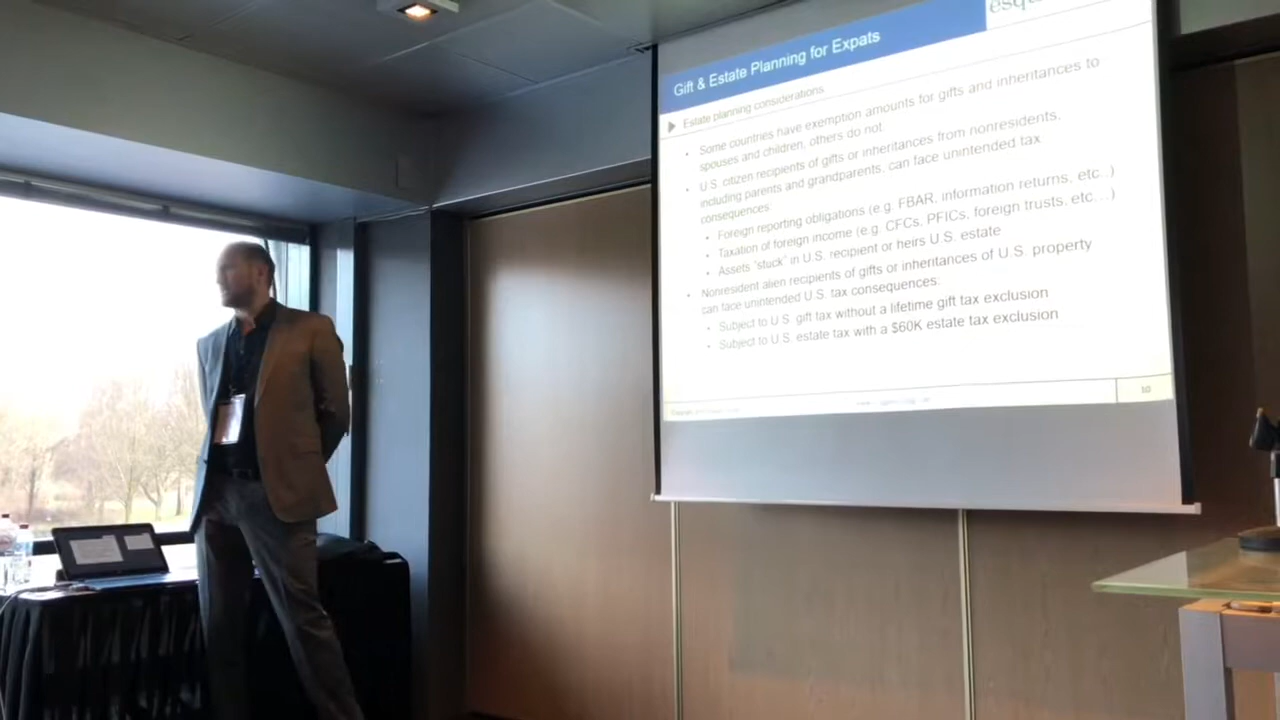 Gift & Estate Planning for Expats
Estate planning considerations
Some countries have exemption amounts for gifts and inheritances to
spouses and children, others do not
U.S. citizen recipients of gifts or inheritances from nonresidents,
including parents and grandparents, can face unintended tax
consequences:
Foreign reporting obligations (e.g. FBAR, information returns, etc..)
Taxation of foreign income (e.g. CFCs, PFICs, foreign trusts, etc...)
Assets "stuck" in U.S. recipient or heirs U.S. estate
Nonresident alien recipients of gifts or inheritances of U.S. property
can face unintended U.S. tax consequences:
Subject to U.S. gift tax without a lifetime gift tax exclusion
Subject to U.S. estate tax with a $60K estate tax exclusion
10